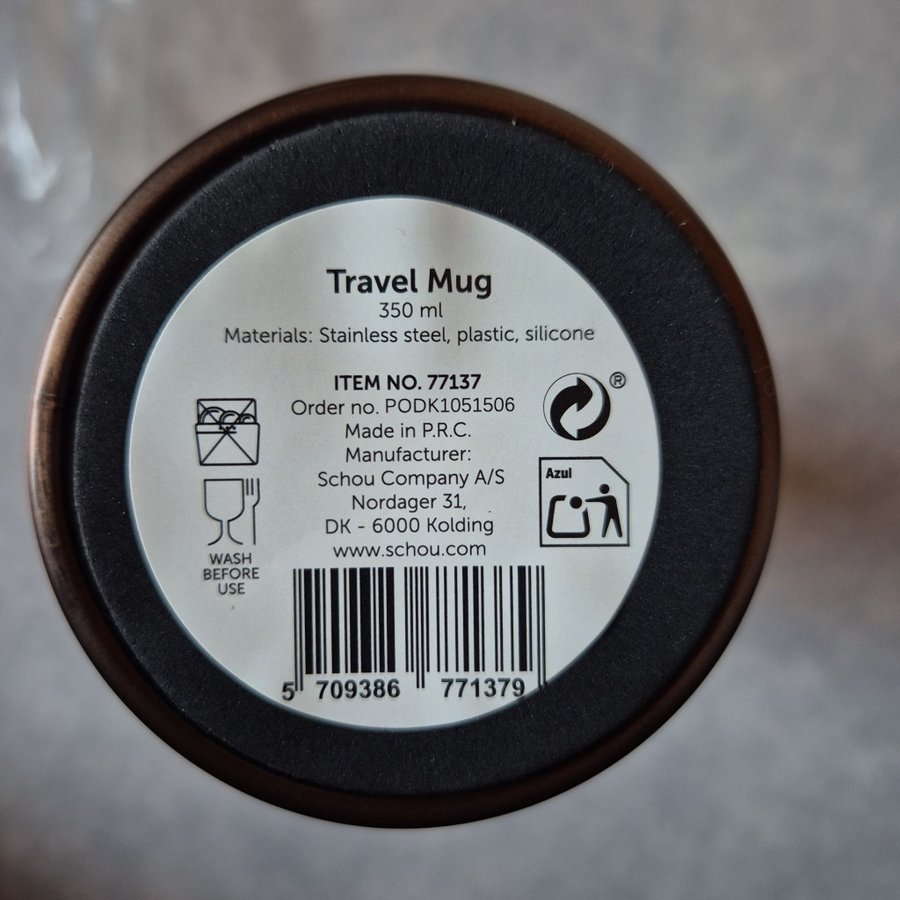 Travel Mug
350 ml
Materials: Stainless steel, plastic, silicone
ITEM NO. 77137
Order no. PODK1051506
Made in P.R.C.
Manufacturer:
Schou Company A/S
Nordager 31,
DK - 6000 Kolding
www.schou.com
WASH
BEFORE
USE
®
Azul
5 709386 771379